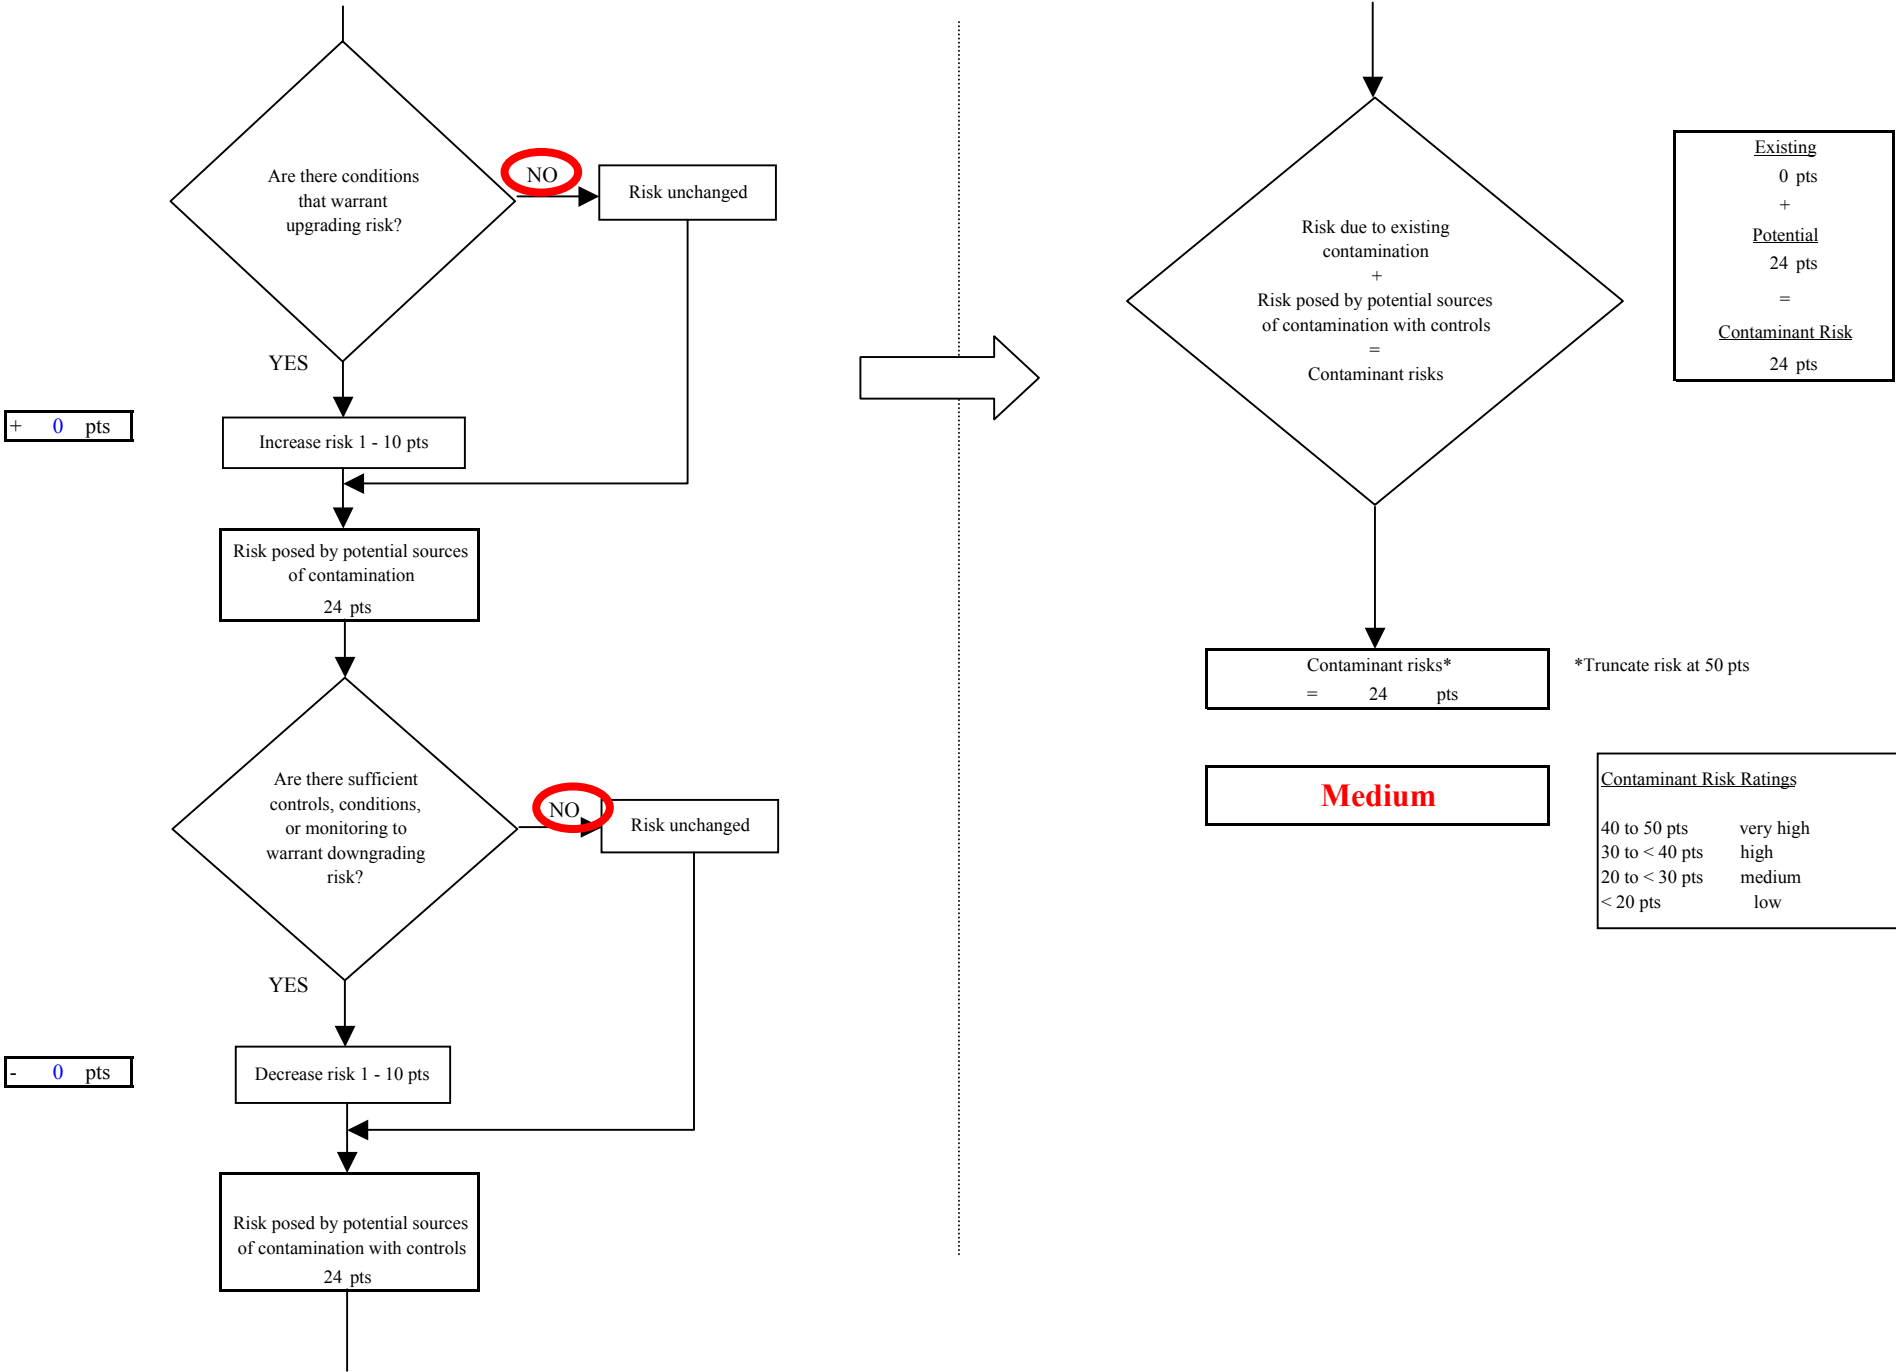 Are there conditions
that warrant
upgrading risk?
NO
Risk unchanged
YES
+ 0 pts
Increase risk 1 - 10 pts
Risk posed by potential sources
of contamination
24 pts
Are there sufficient
controls, conditions,
or monitoring to
warrant downgrading
risk?
NO
Risk unchanged
YES
- 0 pts
Decrease risk 1 - 10 pts
Risk posed by potential sources
of contamination with controls
24 pts
Risk due to existing
contamination
+
Risk posed by potential sources
of contamination with controls
=
Contaminant risks
Existing
0 pts
+
Potential
24 pts
=
Contaminant Risk
24 pts
Contaminant risks*
= 24 pts
*Truncate risk at 50 pts
Medium
Contaminant Risk Ratings
40 to 50 pts very high
30 to < 40 pts high
20 to < 30 pts medium
< 20 pts low